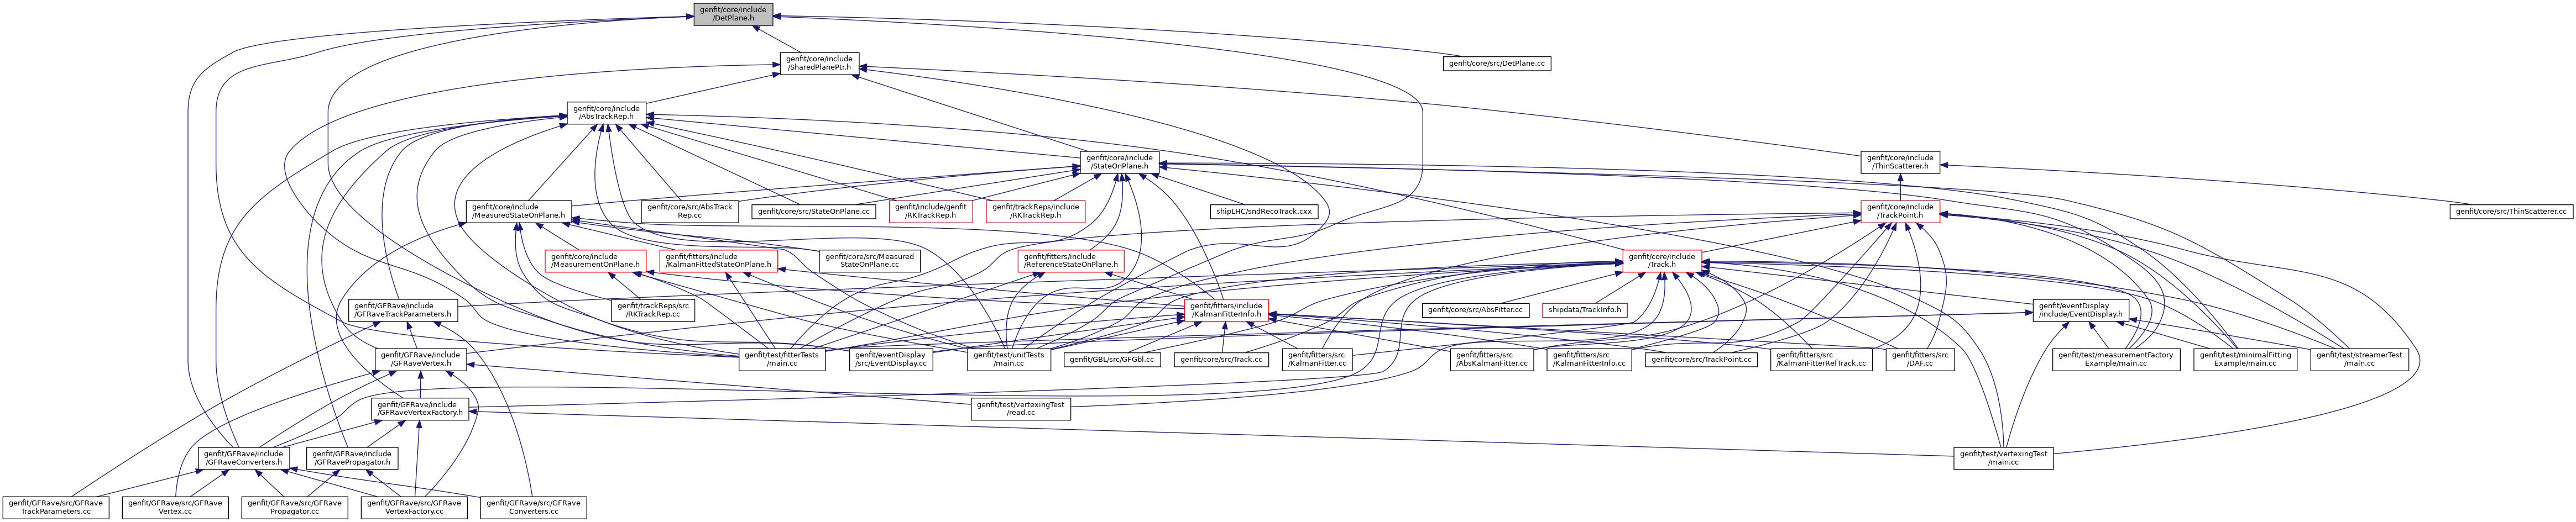 genfit/core/include
/DetPlane.h
genfit/core/include
/SharedPlanePtr.h
genfit/core/src/DetPlane.cc
genfit/core/include
/AbsTrackRep.h
genfit/core/include
/StateOnPlane.h
genfit/core/include
/ThinScatterer.h
genfit/core/include
/MeasuredStateOnPlane.h
genfit/core/src/AbsTrack
Rep.cc
genfit/core/src/StateOnPlane.cc
genfit/include/genfit
/RKTrackRep.h
genfit/trackReps/include
/RKTrackRep.h
shipLHC/sndRecoTrack.cxx
genfit/core/include
/TrackPoint.h
genfit/core/src/ThinScatterer.cc
genfit/core/include
/MeasurementOnPlane.h
genfit/fitters/include
/KalmanFittedStateOnPlane.h
genfit/core/src/Measured
StateOnPlane.cc
genfit/fitters/include
/ReferenceStateOnPlane.h
genfit/core/include
/Track.h
genfit/GFRave/include
/GFRaveTrackParameters.h
genfit/trackReps/src
/RKTrackRep.cc
genfit/fitters/include
/KalmanFitterInfo.h
genfit/core/src/AbsFitter.cc
shipdata/TrackInfo.h
genfit/eventDisplay
/include/EventDisplay.h
genfit/GFRave/include
/GFRaveVertex.h
genfit/test/fitterTests
/main.cc
genfit/eventDisplay
/src/EventDisplay.cc
genfit/test/unitTests
/main.cc
genfit/GBL/src/GFGbl.cc
genfit/core/src/Track.cc
genfit/fitters/src
/KalmanFitter.cc
genfit/fitters/src
/AbsKalmanFitter.cc
genfit/fitters/src
/KalmanFitterInfo.cc
genfit/core/src/TrackPoint.cc
genfit/fitters/src
/KalmanFitterRefTrack.cc
genfit/fitters/src
/DAF.cc
genfit/test/measurementFactory
Example/main.cc
genfit/test/minimalFitting
Example/main.cc
genfit/test/streamerTest
/main.cc
genfit/GFRave/include
/GFRaveVertexFactory.h
genfit/test/vertexingTest
/read.cc
genfit/GFRave/include
/GFRaveConverters.h
genfit/GFRave/include
/GFRavePropagator.h
genfit/test/vertexingTest
/main.cc
genfit/GFRave/src/GFRave
TrackParameters.cc
genfit/GFRave/src/GFRave
Vertex.cc
genfit/GFRave/src/GFRave
Propagator.cc
genfit/GFRave/src/GFRave
VertexFactory.cc
genfit/GFRave/src/GFRave
Converters.cc